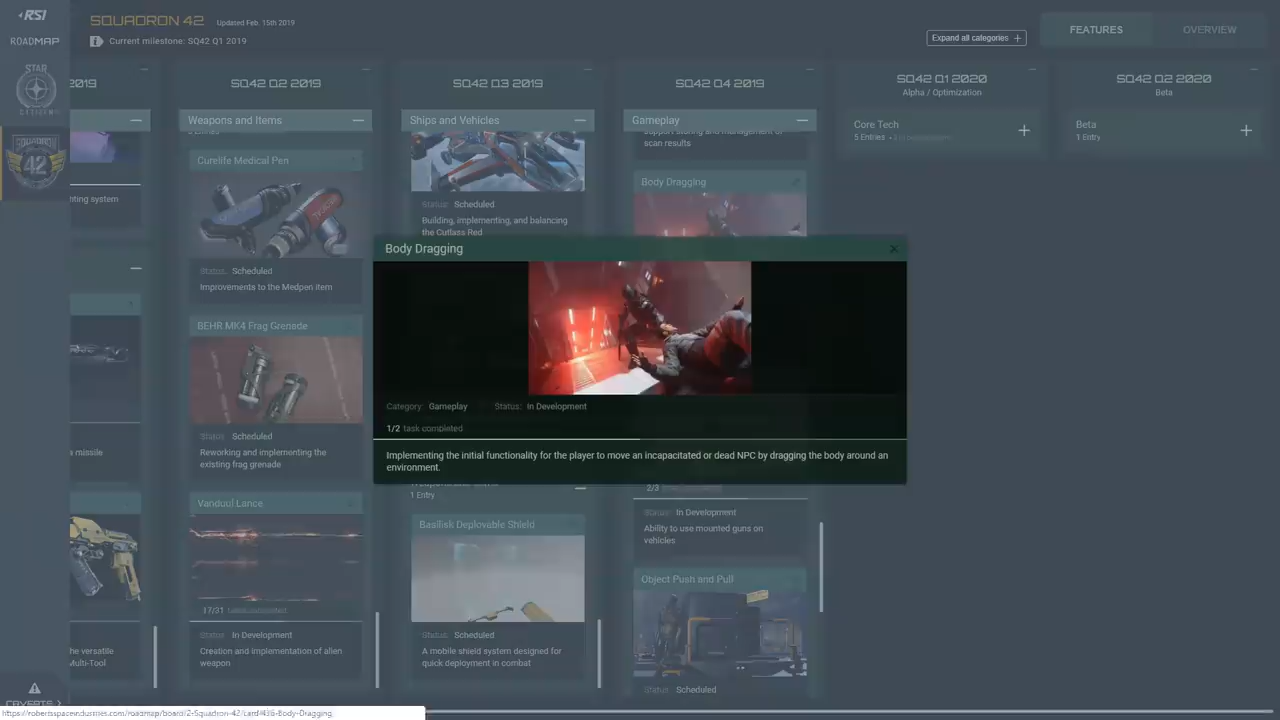 RSI
ROADMAP
STAR
CITIZEN
SQUADRON
42
SQUADRON 42
Updated Feb. 15th 2019
Current milestone: SQ42 Q1 2019
Expand all categories
FEATURES
OVERVIEW
2019
nting system
a missile
he versatile
Multi-Tool
SQ42 Q2 2019
Weapons and Items
2 Entries
Curelife Medical Pen
Status: Scheduled
Improvements to the Medpen item
BEHR MK4 Frag Grenade
Status: Scheduled
Reworking and implementing the
existing frag grenade
Vanduul Lance
17/31 tasks completed
Status: In Development
Creation and implementation of alien
weapon
SQ42 Q3 2019
Ships and Vehicles
Status: Scheduled
Building, implementing, and balancing
the Cutlass Red.
1 Entry
Basilisk Deployable Shield
Status: Scheduled
A mobile shield system designed for
quick deployment in combat
SQ42 Q4 2019
Gameplay
support sliding and management of
scan results
Body Dragging
2/3
Status: In Development
Ability to use mounted guns on
vehicles
Object Push and Pull
Status: Scheduled
SQ42 Q1 2020
Alpha / Optimization
Core Tech
5 Entries
SQ42 Q2 2020
Beta
Beta
1 Entry
Body Dragging
Category: Gameplay Status: In Development
1/2 task completed
Implementing the initial functionality for the player to move an incapacitated or dead NPC by dragging the body around an
environment.
https://robertsspaceindustries.com/roadmap/board/2-Squadron-42/card/436-Body-Dragging